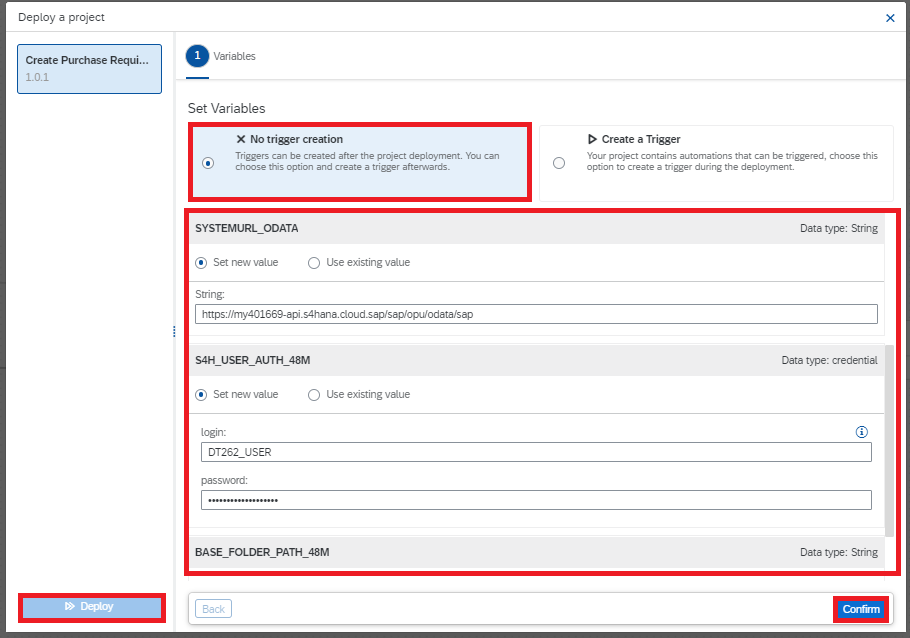 Deploy a project
Create Purchase Requi...
1.0.1
1 Variables
Set Variables
No trigger creation
Triggers can be created after the project deployment. You can
choose this option and create a trigger afterwards.
Create a Trigger
Your project contains automations that can be triggered, choose this
option to create a trigger during the deployment.
SYSTEMURL_ODATA Data type: String
Set new value Use existing value
String:
https://my401669-api.s4hana.cloud.sap/sap/opu/odata/sap
S4H_USER_AUTH_48M Data type: credential
Set new value Use existing value
login:
DT262_USER
password:
•••••••••••••••••••
BASE_FOLDER_PATH_48M Data type: String
Deploy
Back
Confirm